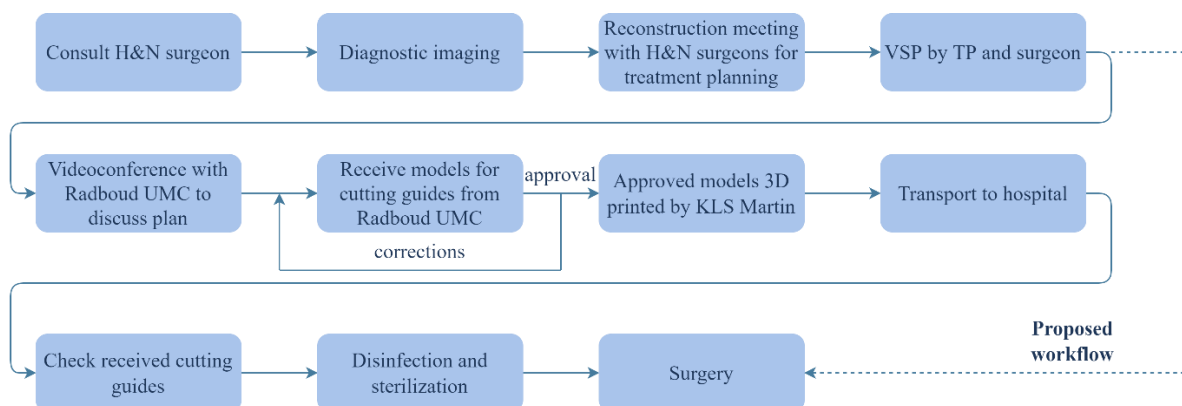 Consult H&N surgeon
Diagnostic imaging
Reconstruction meeting
with H&N surgeons for
treatment planning
VSP by TP and surgeon
Videoconference with
Radboud UMC to
discuss plan
Receive models for
cutting guides from
Radboud UMC
approval
corrections
Approved models 3D
printed by KLS Martin
Transport to hospital
Check received cutting
guides
Disinfection and
sterilization
Surgery
Proposed
workflow